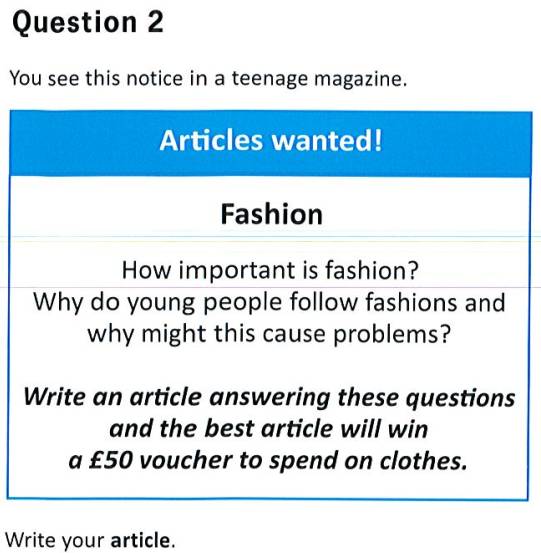 Question 2
You see this notice in a teenage magazine.
Articles wanted!
Fashion
How important is fashion?
Why do young people follow fashions and
why might this cause problems?
Write an article answering these questions
and the best article will win
a £50 voucher to spend on clothes.
Write your article.